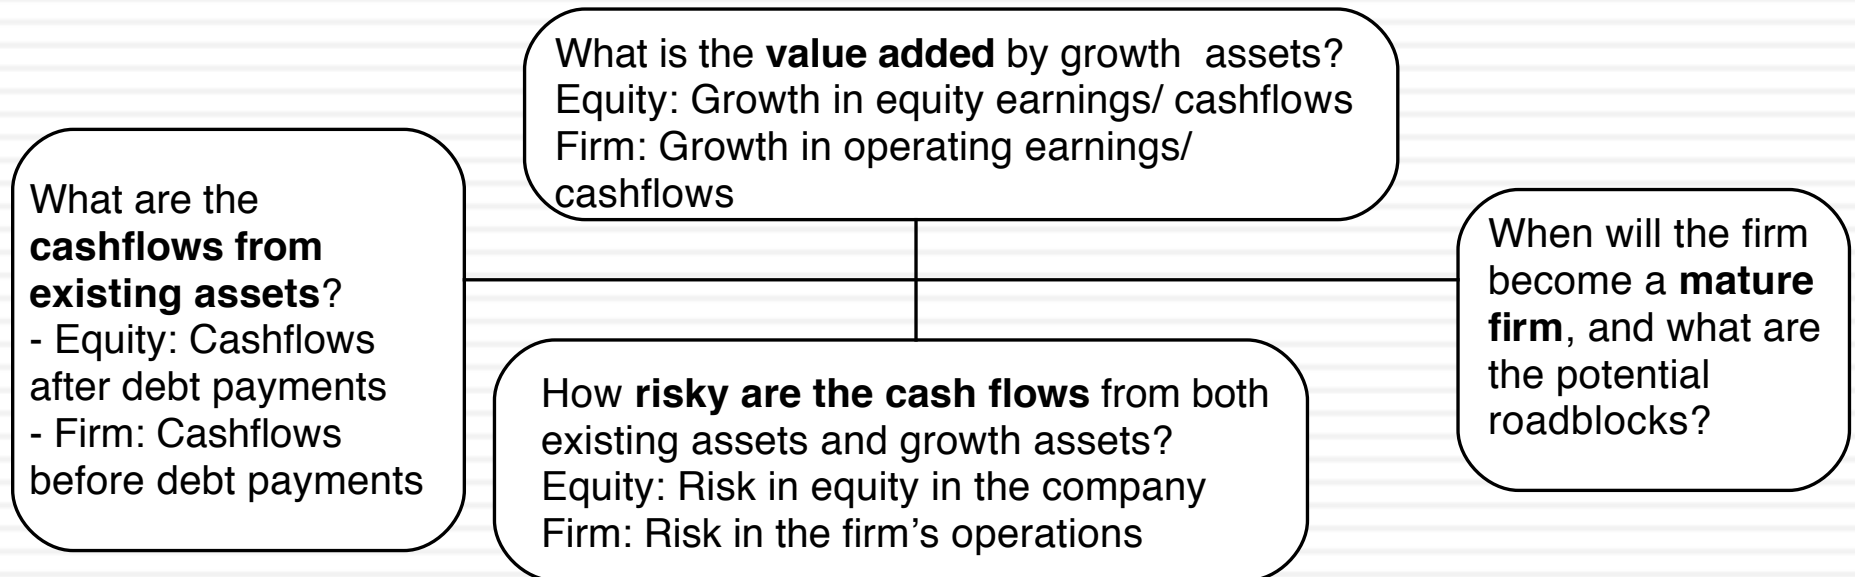 What is the value added by growth  assets?
Equity: Growth in equity earnings/ cashflows
Firm: Growth in operating earnings/
cashflows
What are the
cashflows from
existing assets?
- Equity: Cashflows
after debt payments
- Firm: Cashflows
before debt payments
When will the firm
become a mature
firm, and what are
the potential
roadblocks?
How risky are the cash flows from both
existing assets and growth assets?
Equity: Risk in equity in the company
Firm: Risk in the firm’s operations